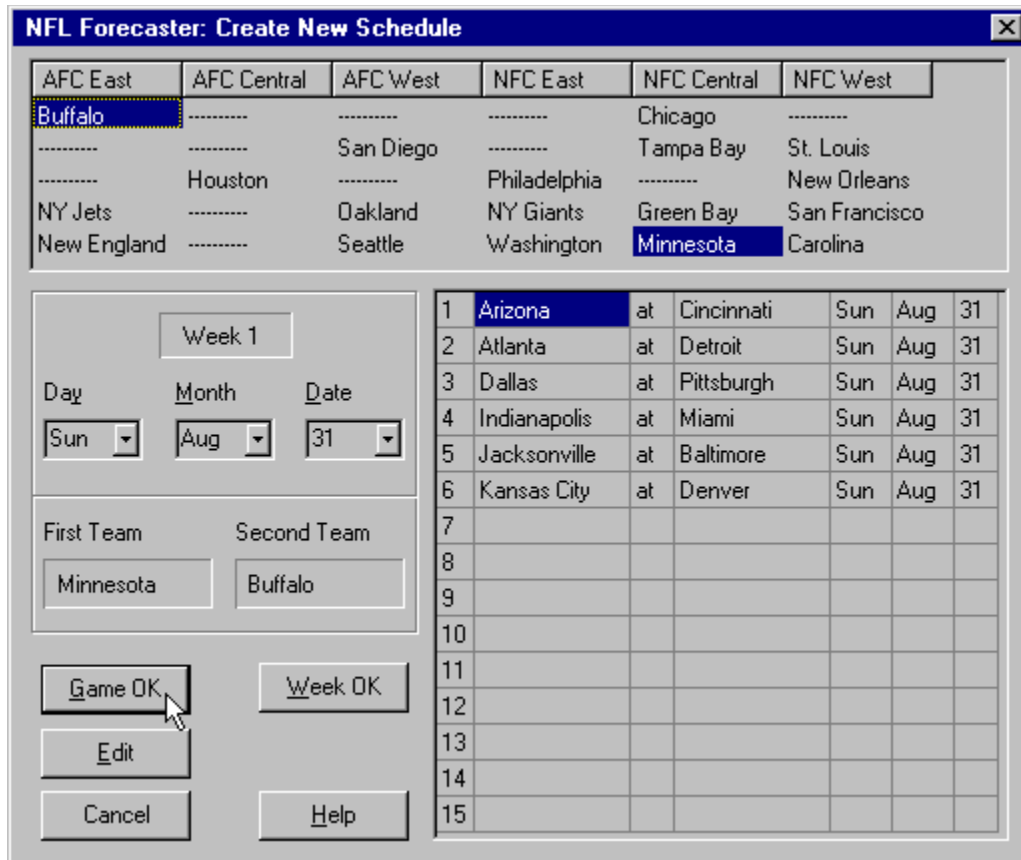 NFL Forecaster: Create New Schedule
AFC East AFC Central AFC West NFC East NFC Central NFC West
Buffalo ---------- ---------- ---------- Chicago ----------
---------- ---------- San Diego ---------- Tampa Bay St. Louis
---------- Houston ---------- Philadelphia ---------- New Orleans
NY Jets ---------- Oakland NY Giants Green Bay San Francisco
New England ---------- Seattle Washington Minnesota Carolina
Week 1
Day Month Date
Sun Aug 31
First Team Second Team
Minnesota Buffalo
Game OK Week OK
Edit
Cancel Help
1 Arizona at Cincinnati Sun Aug 31
2 Atlanta at Detroit Sun Aug 31
3 Dallas at Pittsburgh Sun Aug 31
4 Indianapolis at Miami Sun Aug 31
5 Jacksonville at Baltimore Sun Aug 31
6 Kansas City at Denver Sun Aug 31
7
8
9
10
11
12
13
14
15